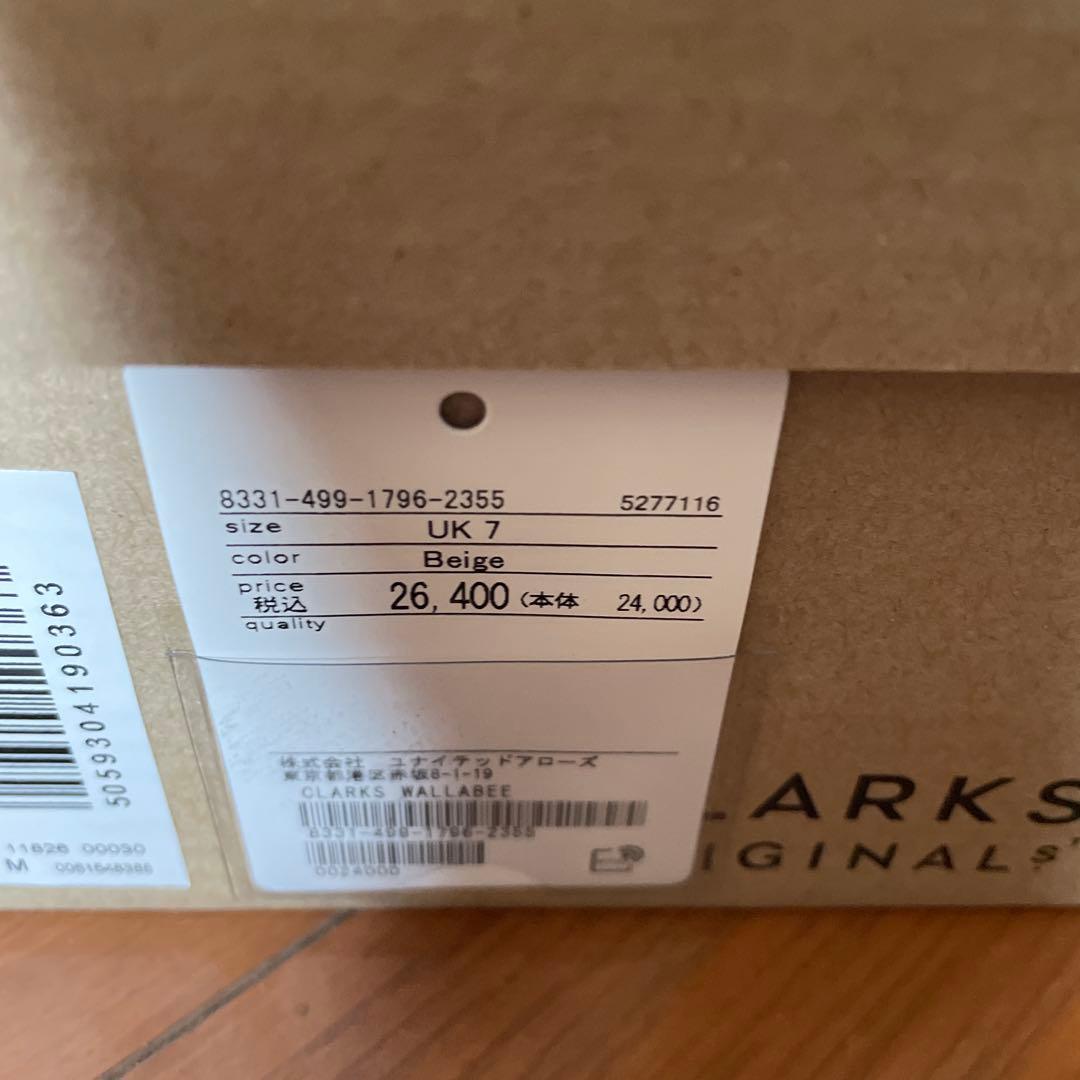 8331-499-1796-2355 5277116
size UK 7
color Beige
price
税込 26,400 (本体 24,000)
quality
株式会社 ユナイテッドアローズ
東京都港区赤坂8-1-19
CLARKS WALLABEE
8331-499-1796-2355
0024000
5059304190363
11826 00030
M
LARKS
IGINALS